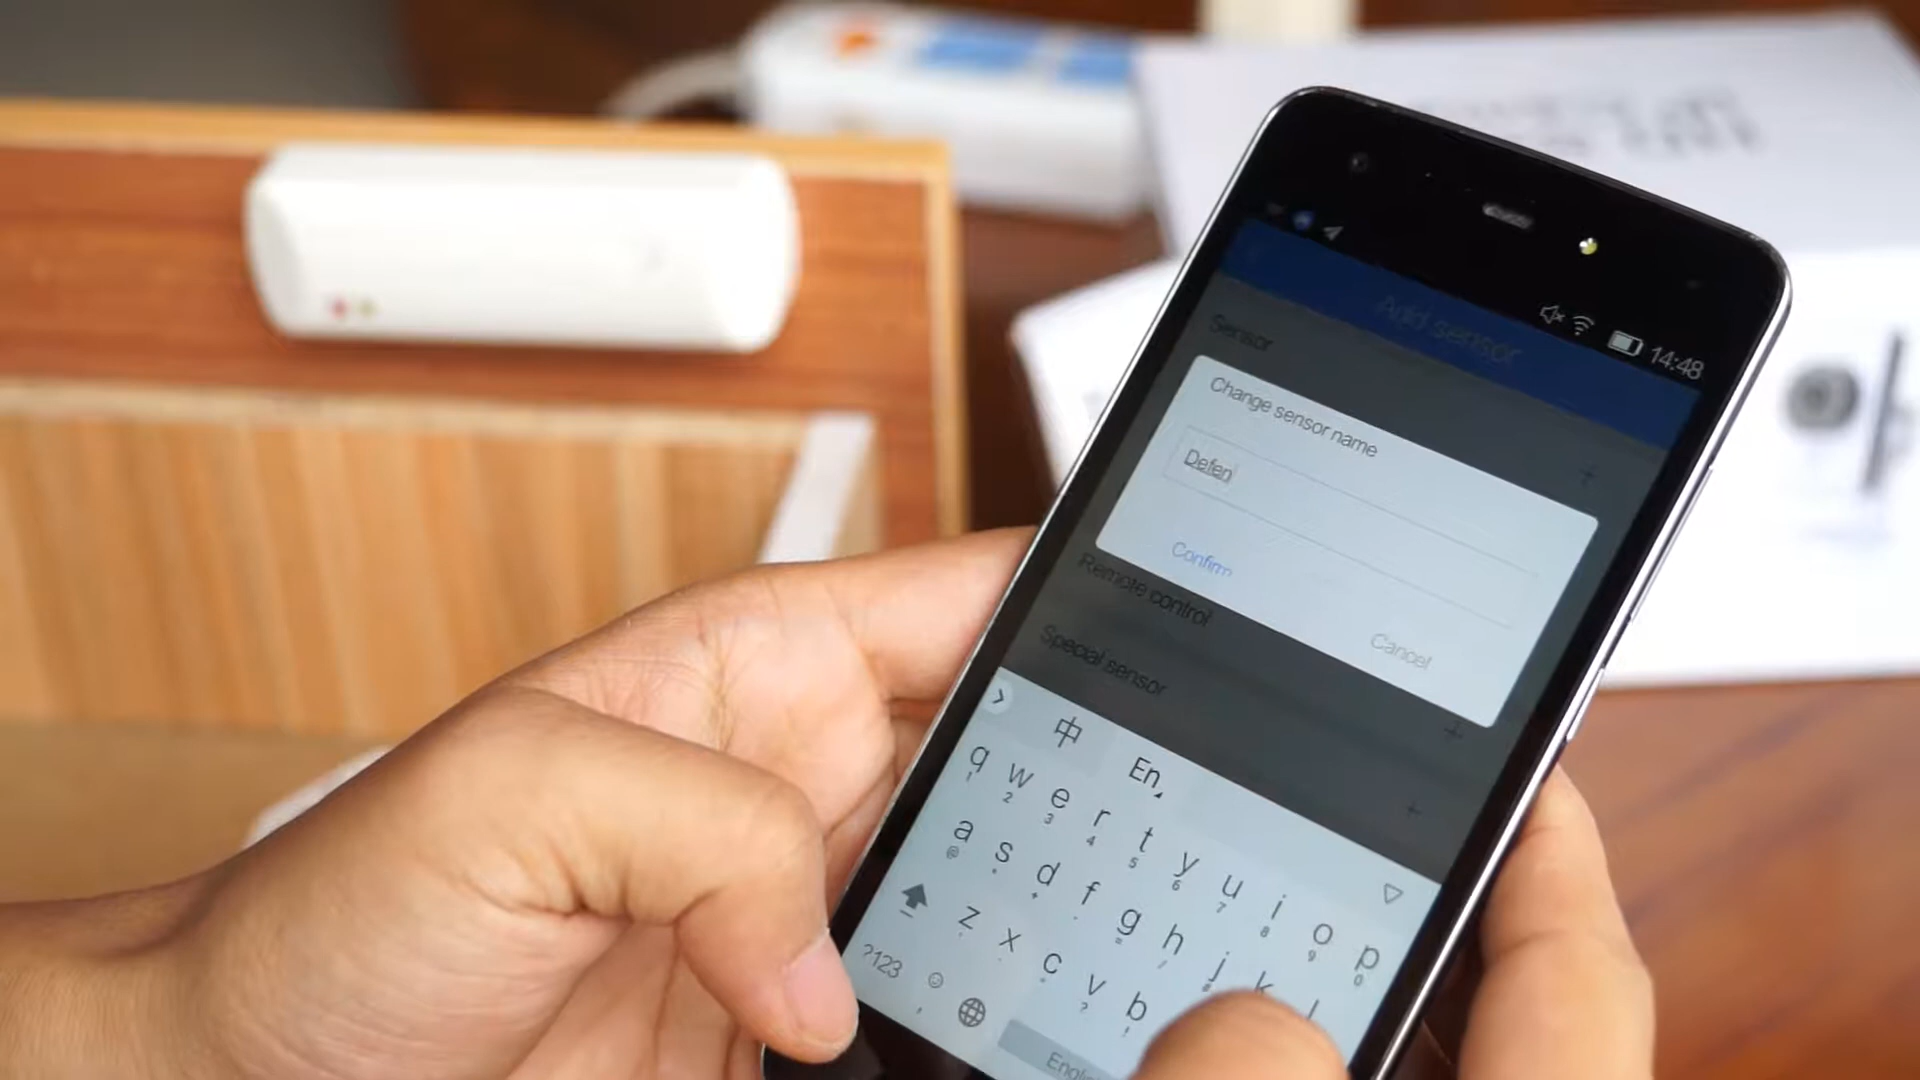 14:48
Add sensor
Sensor
Change sensor name
Defen
Confirm
Cancel
Remote control
Special sensor
中 En
q w e r t y u i o p
1 2 3 4 5 6 7 8 9 0
a s d f g h j k l
z x c v b
?123